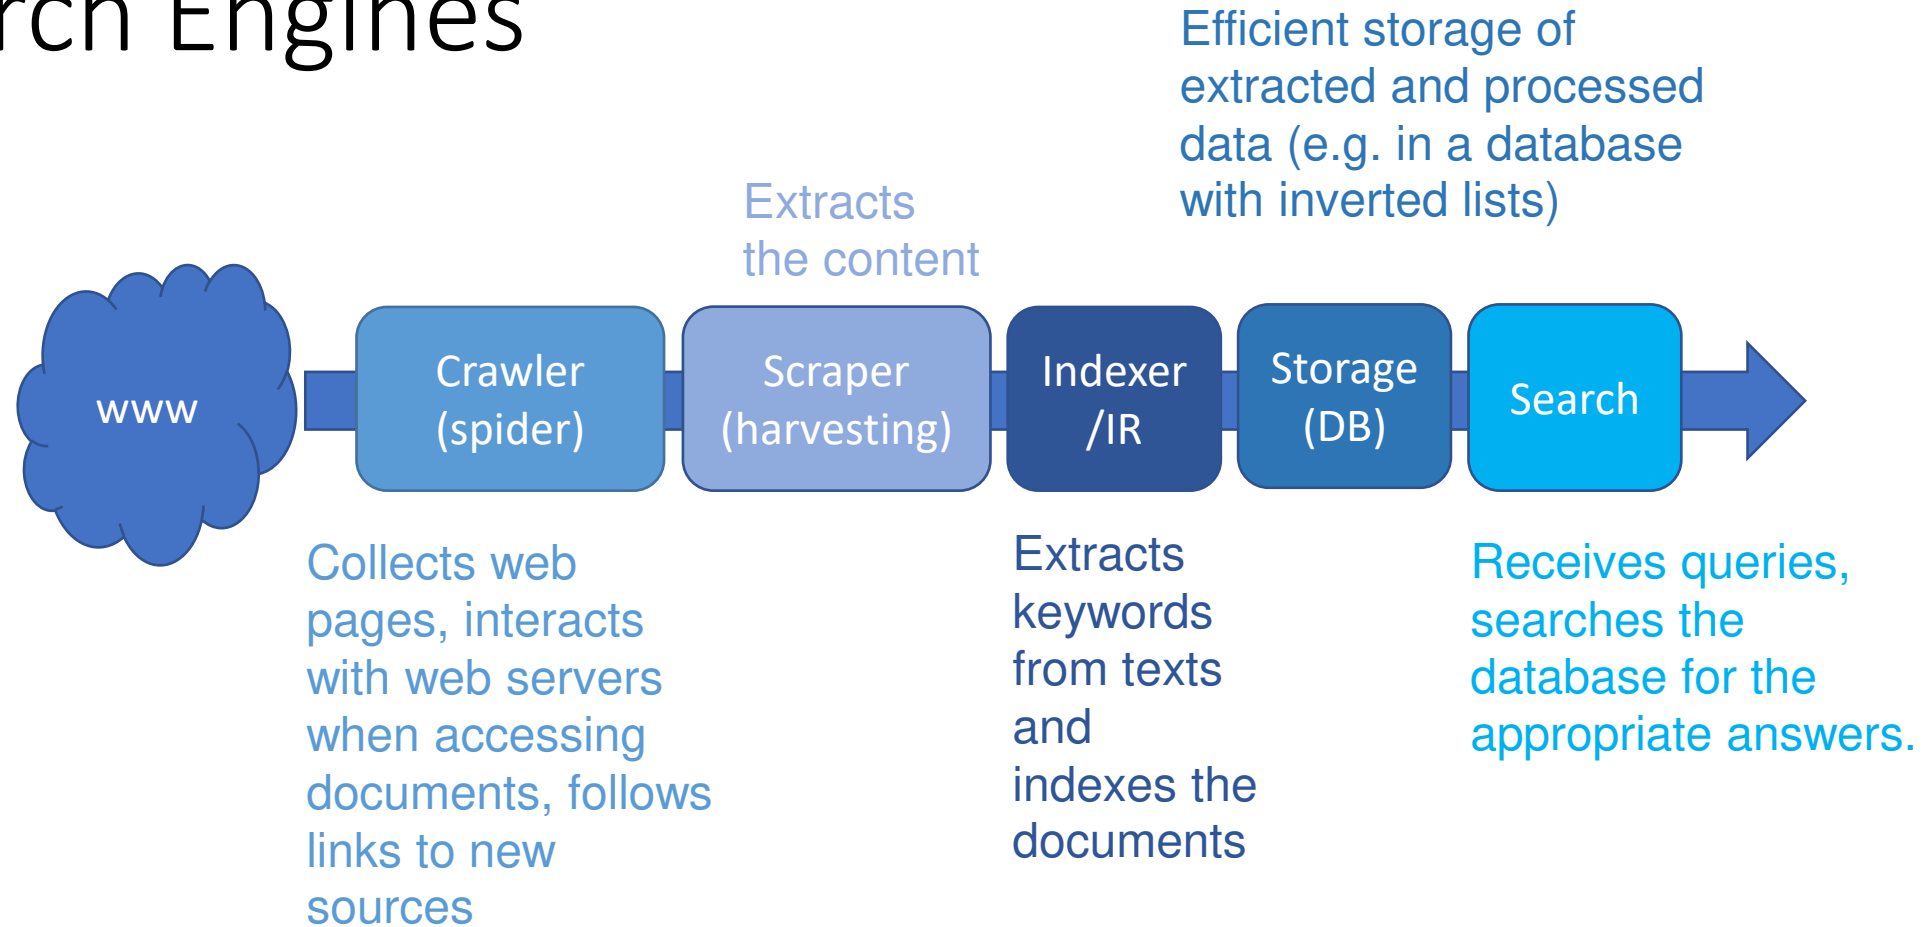 rch Engines
Efficient storage of
extracted and processed
data (e.g. in a database
with inverted lists)
Extracts
the content
www
Crawler
(spider)
Scraper
(harvesting)
Indexer
/IR
Storage
(DB)
Search
Collects web
pages, interacts
with web servers
when accessing
documents, follows
links to new
sources
Extracts
keywords
from texts
and
indexes the
documents
Receives queries,
searches the
database for the
appropriate answers.